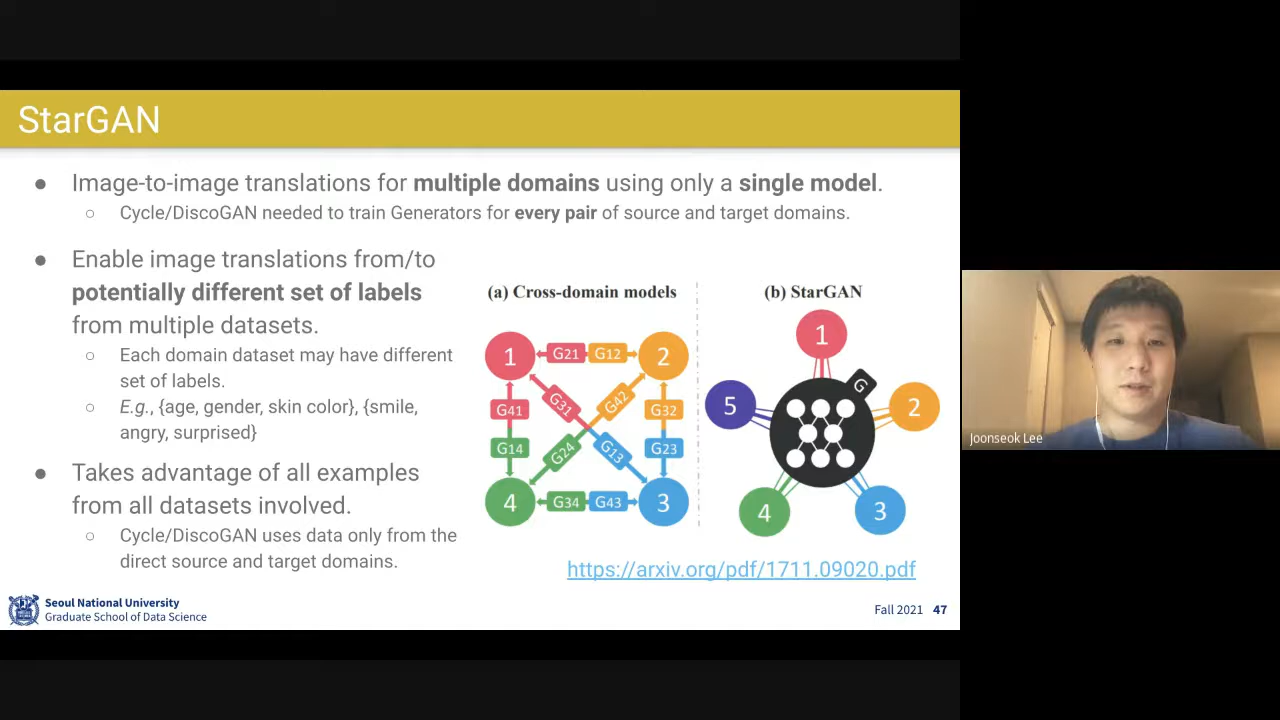 StarGAN
● Image-to-image translations for multiple domains using only a single model.
○ Cycle/DiscoGAN needed to train Generators for every pair of source and target domains.
● Enable image translations from/to
potentially different set of labels
from multiple datasets.
○ Each domain dataset may have different
set of labels.
○ E.g., {age, gender, skin color}, {smile,
angry, surprised}
● Takes advantage of all examples
from all datasets involved.
○ Cycle/DiscoGAN uses data only from the
direct source and target domains.
(a) Cross-domain models
1 G21 G12 2
G41 G31 G42 G32
G14 G24 G13 G23
4 G34 G43 3
(b) StarGAN
1
G
5 2
4 3
https://arxiv.org/pdf/1711.09020.pdf
Seoul National University
Graduate School of Data Science
Fall 2021 47
Joonseok Lee